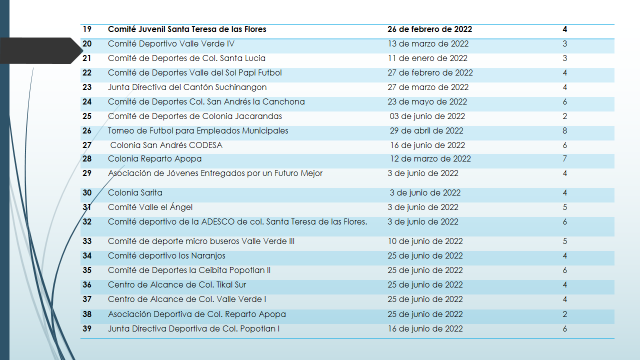 19 Comité Juvenil Santa Teresa de las Flores 26 de febrero de 2022 4
20 Comité Deportivo Valle Verde IV 13 de marzo de 2022 3
21 Comité de Deportes de Col. Santa Lucia 11 de enero de 2022 3
22 Comité de Deportes Valle del Sol Papi Futbol 27 de febrero de 2022 4
23 Junta Directiva del Cantón Suchinangon 27 de marzo de 2022 4
24 Comité de Deportes Col. San Andrés la Canchona 23 de mayo de 2022 6
25 Comité de Deportes de Colonia Jacarandas 03 de junio de 2022 2
26 Torneo de Futbol para Empleados Municipales 29 de abril de 2022 8
27 Colonia San Andrés CODESA 16 de junio de 2022 6
28 Colonia Reparto Apopa 12 de marzo de 2022 7
29 Asociación de Jóvenes Entregados por un Futuro Mejor 3 de junio de 2022 4
30 Colonia Sarita 3 de junio de 2022 4
31 Comité Valle el Ángel 3 de junio de 2022 5
32 Comité deportivo de la ADESCO de col. Santa Teresa de las Flores. 3 de junio de 2022 6
33 Comité de deporte micro buseros Valle Verde III 10 de junio de 2022 5
34 Comité deportivo los Naranjos 25 de junio de 2022 4
35 Comité de Deportes la Ceibita Popotlan II 25 de junio de 2022 6
36 Centro de Alcance de Col. Tikal Sur 25 de junio de 2022 4
37 Centro de Alcance de Col. Valle Verde I 25 de junio de 2022 4
38 Asociación Deportiva de Col. Reparto Apopa 25 de junio de 2022 2
39 Junta Directiva Deportiva de Col. Popotlan I 16 de junio de 2022 6